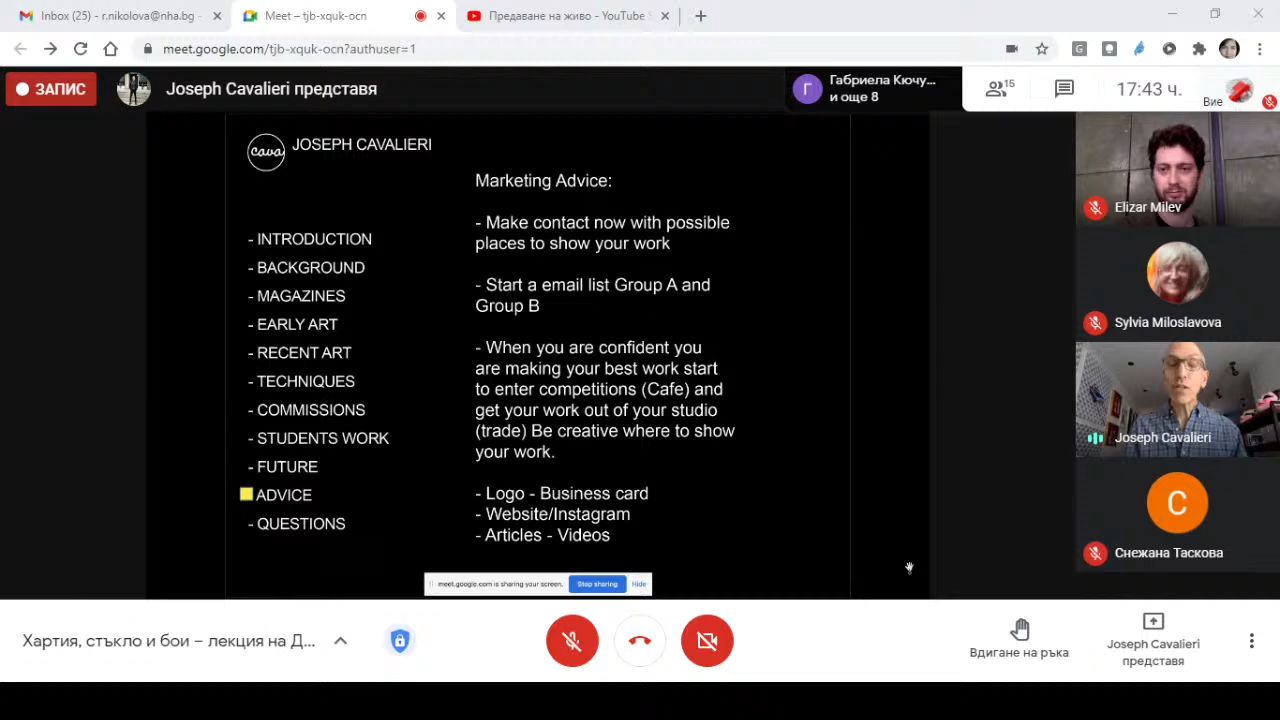 Inbox (25) - r.nikolova@nha.bg -
Meet – tjb-xquk-ocn
Предаване на живо - YouTube
meet.google.com/tjb-xquk-ocn?authuser=1
ЗАПИС
Joseph Cavalieri представя
Г
Габриела Кючу...
и още 8
15
17:43 ч.
Вие
cava
JOSEPH CAVALIERI
- INTRODUCTION
- BACKGROUND
- MAGAZINES
- EARLY ART
- RECENT ART
- TECHNIQUES
- COMMISSIONS
- STUDENTS WORK
- FUTURE
ADVICE
- QUESTIONS
Marketing Advice:
- Make contact now with possible
places to show your work
- Start a email list Group A and
Group B
- When you are confident you
are making your best work start
to enter competitions (Cafe) and
get your work out of your studio
(trade) Be creative where to show
your work.
- Logo - Business card
- Website/Instagram
- Articles - Videos
meet.google.com is sharing your screen.
Stop sharing
Hide
Elizar Milev
Sylvia Miloslavova
Joseph Cavalieri
С
Снежана Таскова
Хартия, стъкло и бои – лекция на Д...
Вдигане на ръка
Joseph Cavalieri
представя